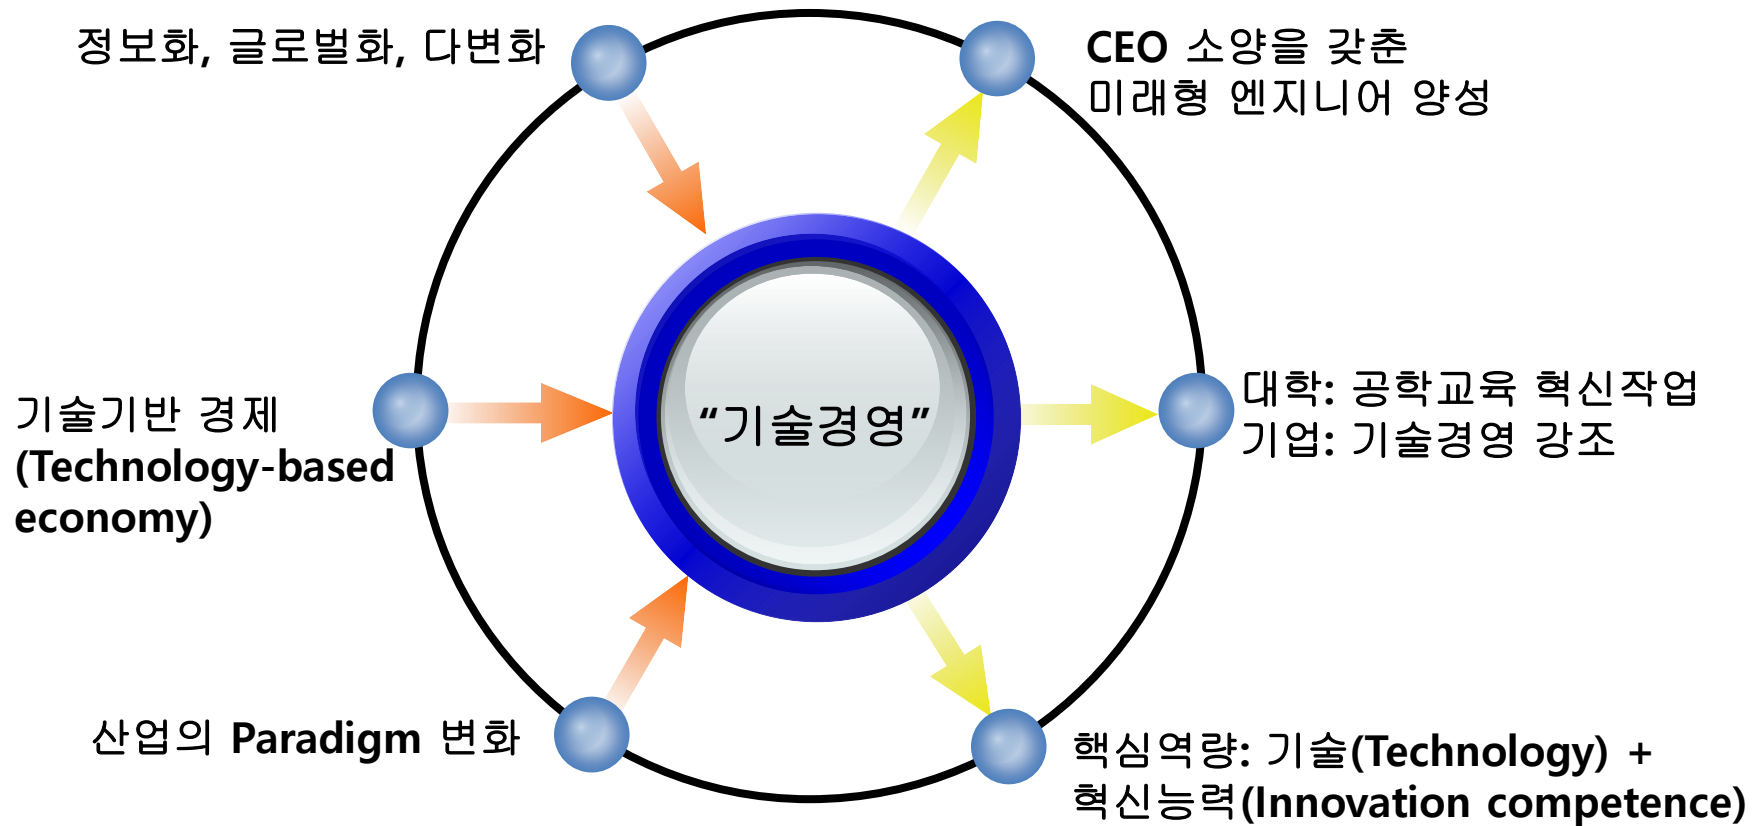 정보화, 글로벌화, 다변화
CEO 소양을 갖춘
미래형 엔지니어 양성
기술기반 경제
(Technology-based
economy)
“기술경영”
대학: 공학교육 혁신작업
기업: 기술경영 강조
산업의 Paradigm 변화
핵심역량: 기술(Technology) +
혁신능력(Innovation competence)